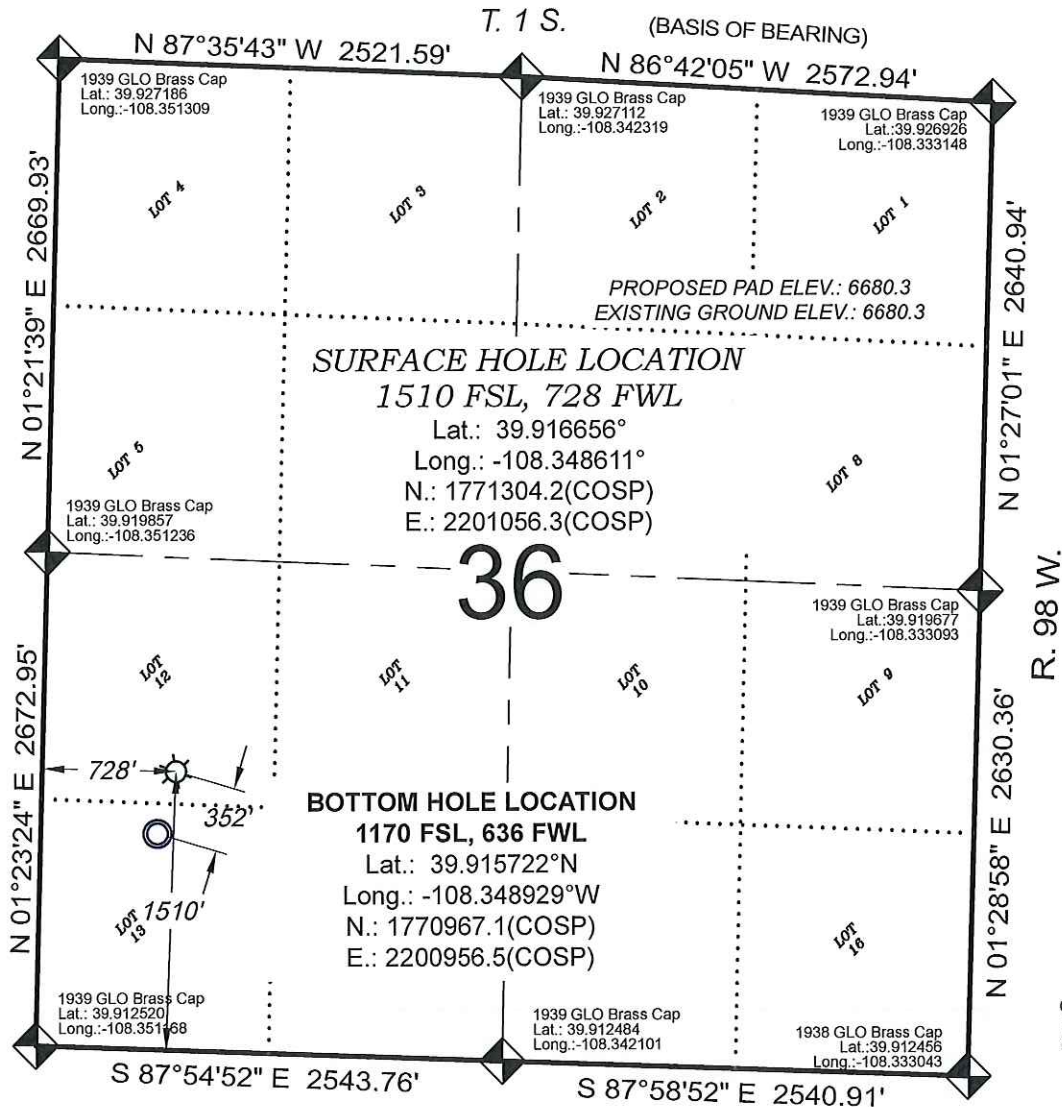 T. 1 S.
(BASIS OF BEARING)
N 87°35'43" W 2521.59'
N 86°42'05" W 2572.94'
1939 GLO Brass Cap
Lat.: 39.927186
Long.:-108.351309
1939 GLO Brass Cap
Lat.: 39.927112
Long.:-108.342319
1939 GLO Brass Cap
Lat.:39.926926
Long.:-108.333148
N 01°21'39" E 2669.93'
LOT 4
LOT 3
LOT 2
LOT 1
N 01°27'01" E 2640.94'
PROPOSED PAD ELEV.: 6680.3
EXISTING GROUND ELEV.: 6680.3
SURFACE HOLE LOCATION
1510 FSL, 728 FWL
Lat.: 39.916656°
Long.: -108.348611°
N.: 1771304.2(COSP)
E.: 2201056.3(COSP)
LOT 5
LOT 8
1939 GLO Brass Cap
Lat.: 39.919857
Long.:-108.351236
36
1939 GLO Brass Cap
Lat.:39.919677
Long.:-108.333093
R. 98 W.
N 01°23'24" E 2672.95'
LOT
12
LOT
11
LOT
10
LOT 9
N 01°28'58" E 2630.36'
728'
352'
1510'
BOTTOM HOLE LOCATION
1170 FSL, 636 FWL
Lat.: 39.915722°N
Long.: -108.348929°W
N.: 1770967.1(COSP)
E.: 2200956.5(COSP)
LOT
13
LOT
16
1939 GLO Brass Cap
Lat.: 39.912520
Long.:-108.351168
1939 GLO Brass Cap
Lat.: 39.912484
Long.:-108.342101
1938 GLO Brass Cap
Lat.:39.912456
Long.:-108.333043
S 87°54'52" E 2543.76'
S 87°58'52" E 2540.91'